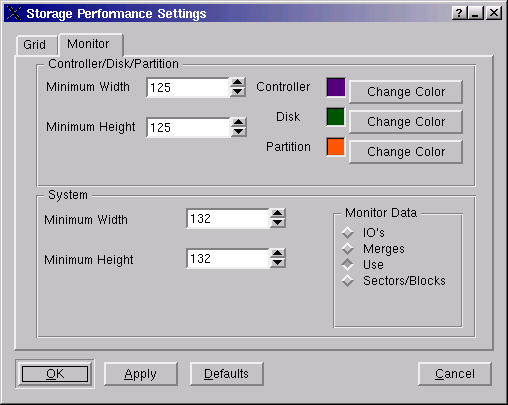 Storage Performance Settings
Grid Monitor
Controller/Disk/Partition
Minimum Width 125 Controller Change Color
Minimum Height 125 Disk Change Color
Partition Change Color
System
Minimum Width 132
Minimum Height 132
Monitor Data
IO's
Merges
Use
Sectors/Blocks
OK Apply Defaults Cancel